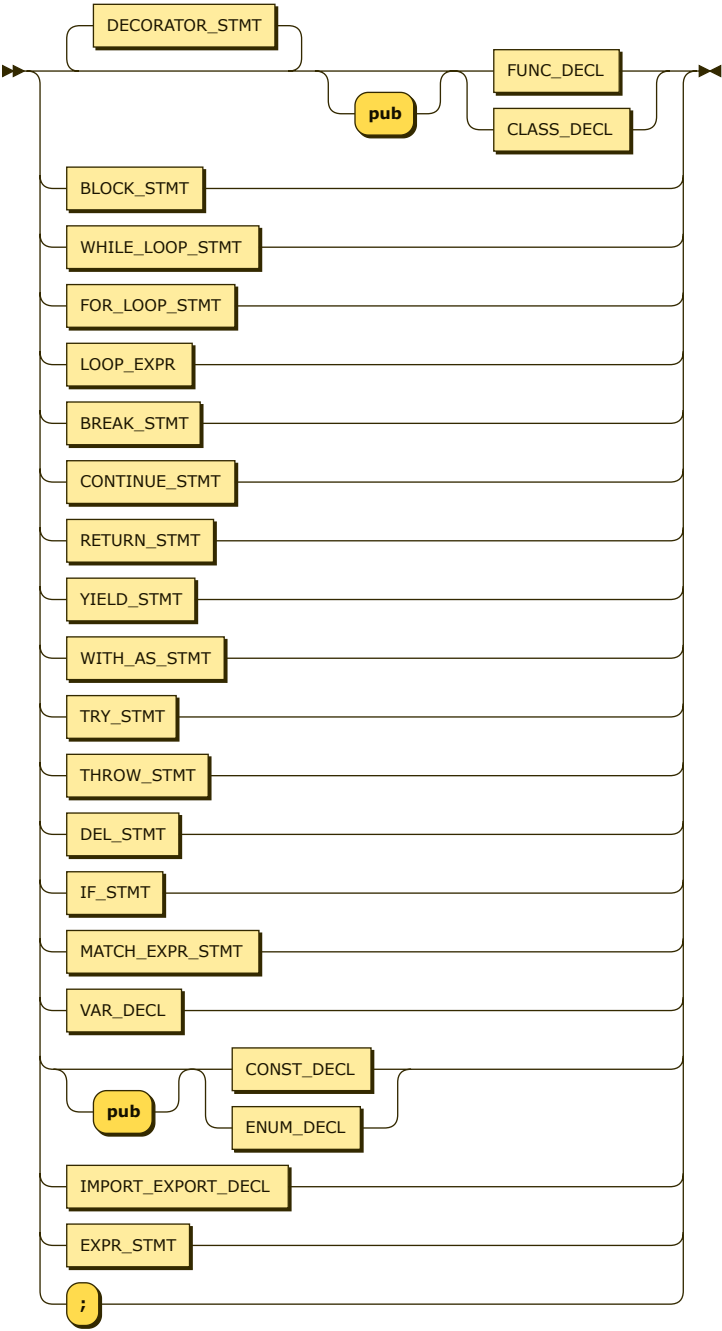 DECORATOR_STMT
FUNC_DECL
pub
CLASS_DECL
BLOCK_STMT
WHILE_LOOP_STMT
FOR_LOOP_STMT
LOOP_EXPR
BREAK_STMT
CONTINUE_STMT
RETURN_STMT
YIELD_STMT
WITH_AS_STMT
TRY_STMT
THROW_STMT
DEL_STMT
IF_STMT
MATCH_EXPR_STMT
VAR_DECL
CONST_DECL
pub
ENUM_DECL
IMPORT_EXPORT_DECL
EXPR_STMT
;